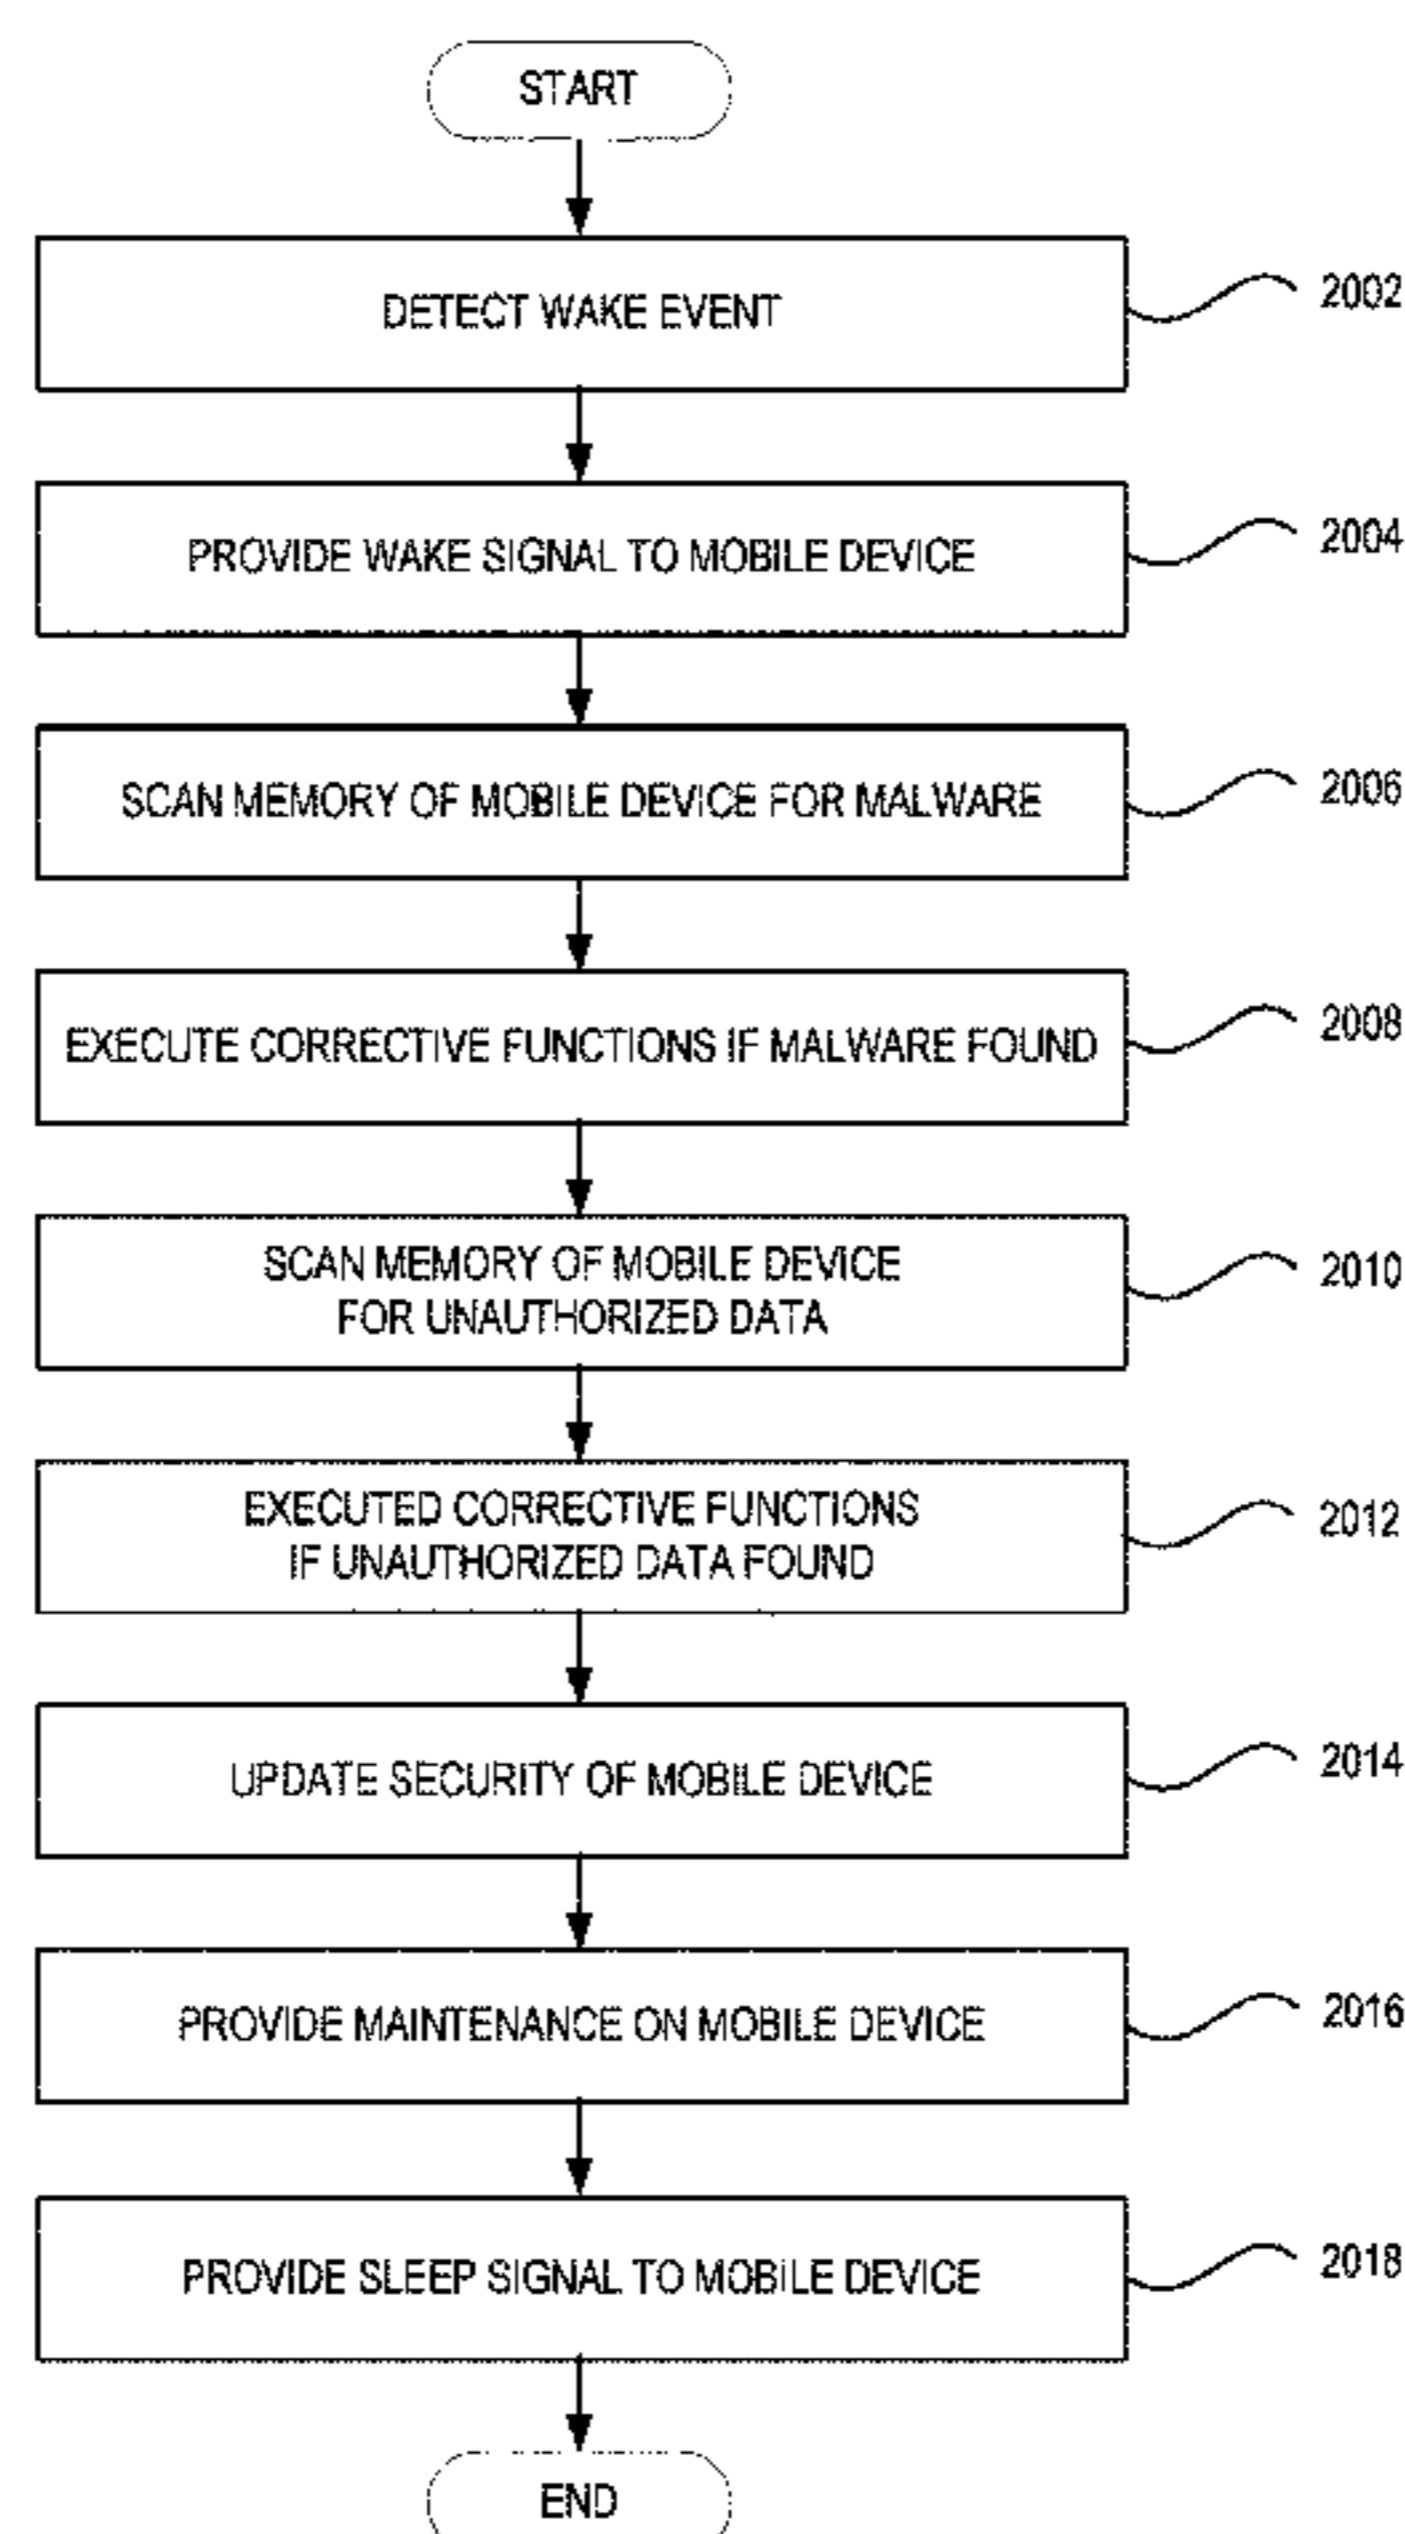 START
DETECT WAKE EVENT
2002
PROVIDE WAKE SIGNAL TO MOBILE DEVICE
2004
SCAN MEMORY OF MOBILE DEVICE FOR MALWARE
2006
EXECUTE CORRECTIVE FUNCTIONS IF MALWARE FOUND
2008
SCAN MEMORY OF MOBILE DEVICE
FOR UNAUTHORIZED DATA
2010
EXECUTED CORRECTIVE FUNCTIONS
IF UNAUTHORIZED DATA FOUND
2012
UPDATE SECURITY OF MOBILE DEVICE
2014
PROVIDE MAINTENANCE ON MOBILE DEVICE
2016
PROVIDE SLEEP SIGNAL TO MOBILE DEVICE
2018
END